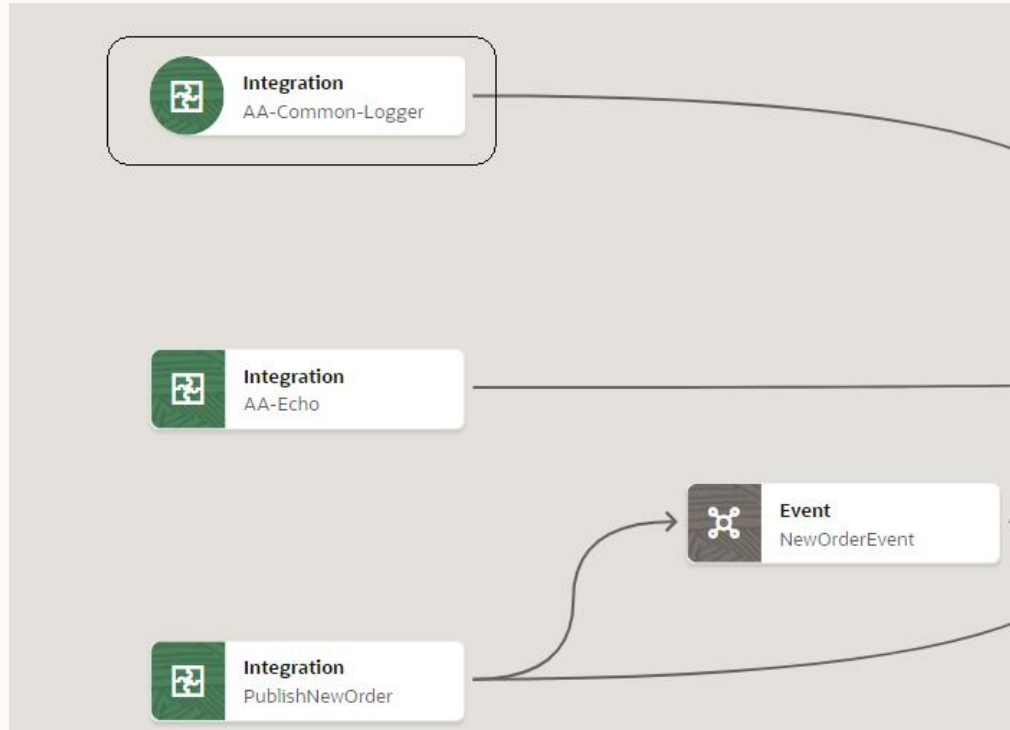 Integration
AA-Common-Logger
Integration
AA-Echo
Event
NewOrderEvent
Integration
PublishNewOrder